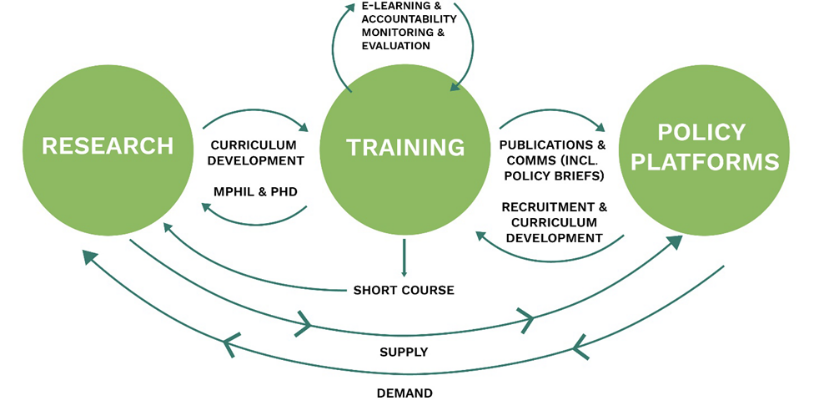 E-LEARNING &
ACCOUNTABILITY
MONITORING &
EVALUATION
RESEARCH
CURRICULUM
DEVELOPMENT
MPHIL & PHD
TRAINING
PUBLICATIONS &
COMMS (INCL.
POLICY BRIEFS)
RECRUITMENT &
CURRICULUM
DEVELOPMENT
POLICY
PLATFORMS
SHORT COURSE
SUPPLY
DEMAND